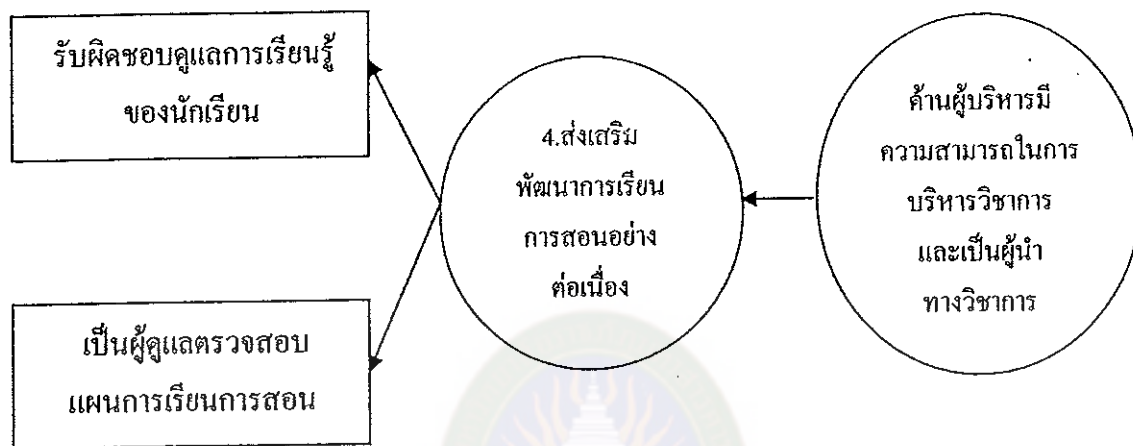 รับผิดชอบดูแลการเรียนรู้
ของนักเรียน
เป็นผู้ดูแลตรวจสอบ
แผนการเรียนการสอน
4.ส่งเสริม
พัฒนาการเรียน
การสอนอย่าง
ต่อเนื่อง
ด้านผู้บริหารมี
ความสามารถในการ
บริหารวิชาการ
และเป็นผู้นำ
ทางวิชาการ